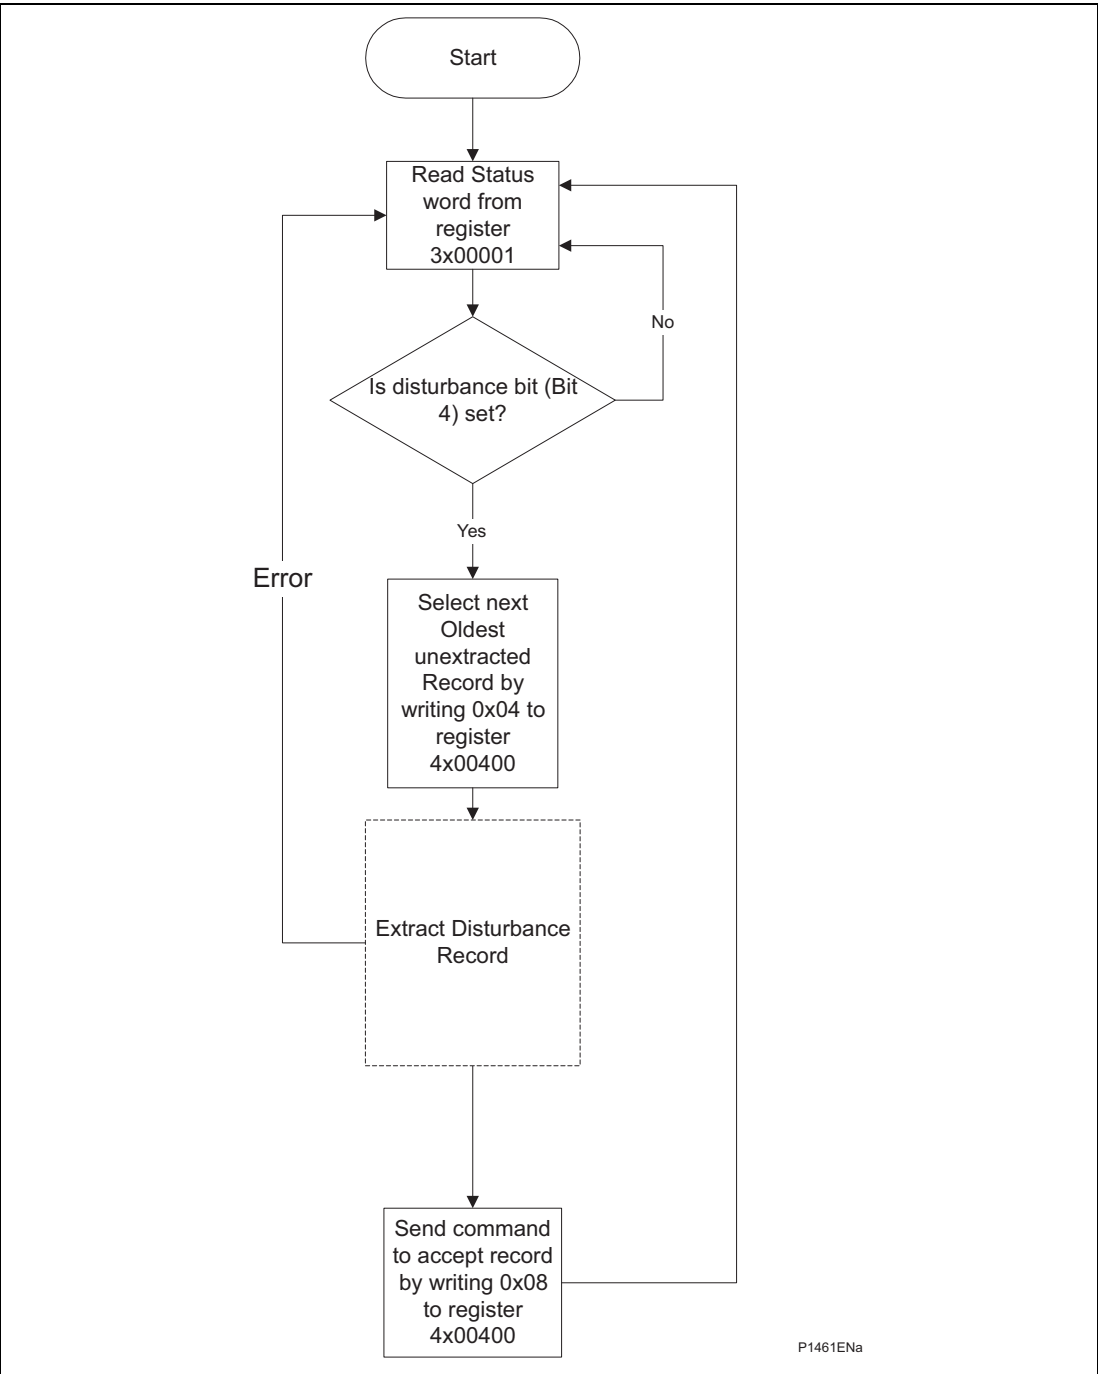 Start
Read Status
word from
register
3x00001
No
Is disturbance bit (Bit
4) set?
Yes
Error
Select next
Oldest
unextracted
Record by
writing 0x04 to
register
4x00400
Extract Disturbance
Record
Send command
to accept record
by writing 0x08
to register
4x00400
P1461ENa